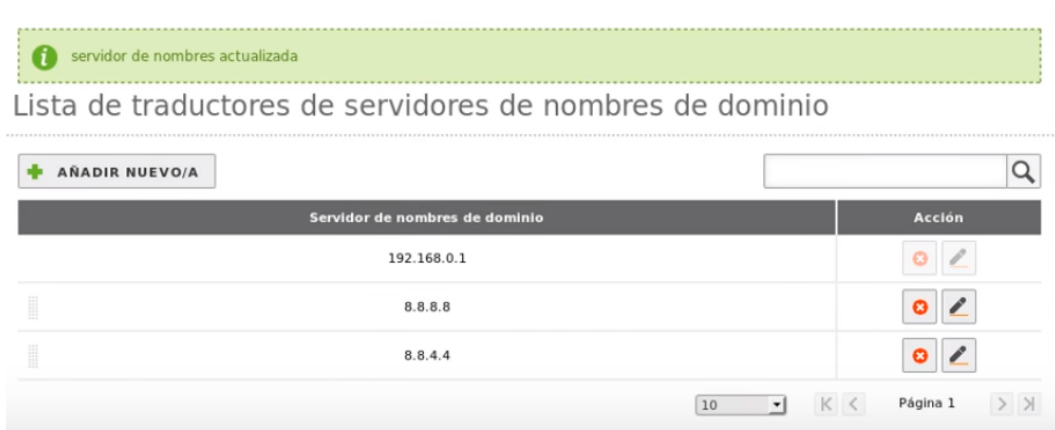 servidor de nombres actualizada
Lista de traductores de servidores de nombres de dominio
AÑADIR NUEVO/A
Servidor de nombres de dominio Acción
192.168.0.1
8.8.8.8
8.8.4.4
10 Página 1